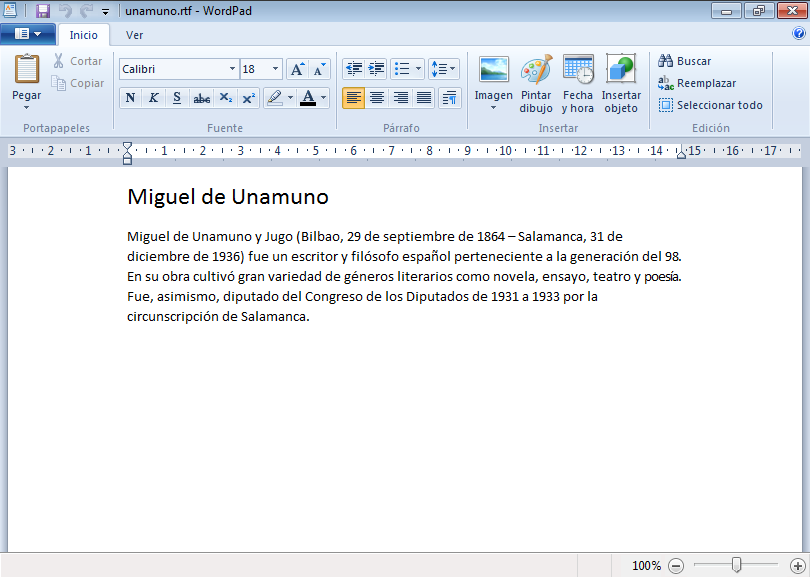 unamuno.rtf - WordPad
Inicio Ver
Pegar
Cortar
Copiar
Portapapeles
Calibri 18
N K S abc X₂ X²
A
Fuente
Párrafo
Imagen
Pintar dibujo
Fecha y hora
Insertar objeto
Insertar
Buscar
Reemplazar
Seleccionar todo
Edición
3 2 1 1 2 3 4 5 6 7 8 9 10 11 12 13 14 15 16 17
Miguel de Unamuno
Miguel de Unamuno y Jugo (Bilbao, 29 de septiembre de 1864 – Salamanca, 31 de
diciembre de 1936) fue un escritor y filósofo español perteneciente a la generación del 98.
En su obra cultivó gran variedad de géneros literarios como novela, ensayo, teatro y poesía.
Fue, asimismo, diputado del Congreso de los Diputados de 1931 a 1933 por la
circunscripción de Salamanca.
100%